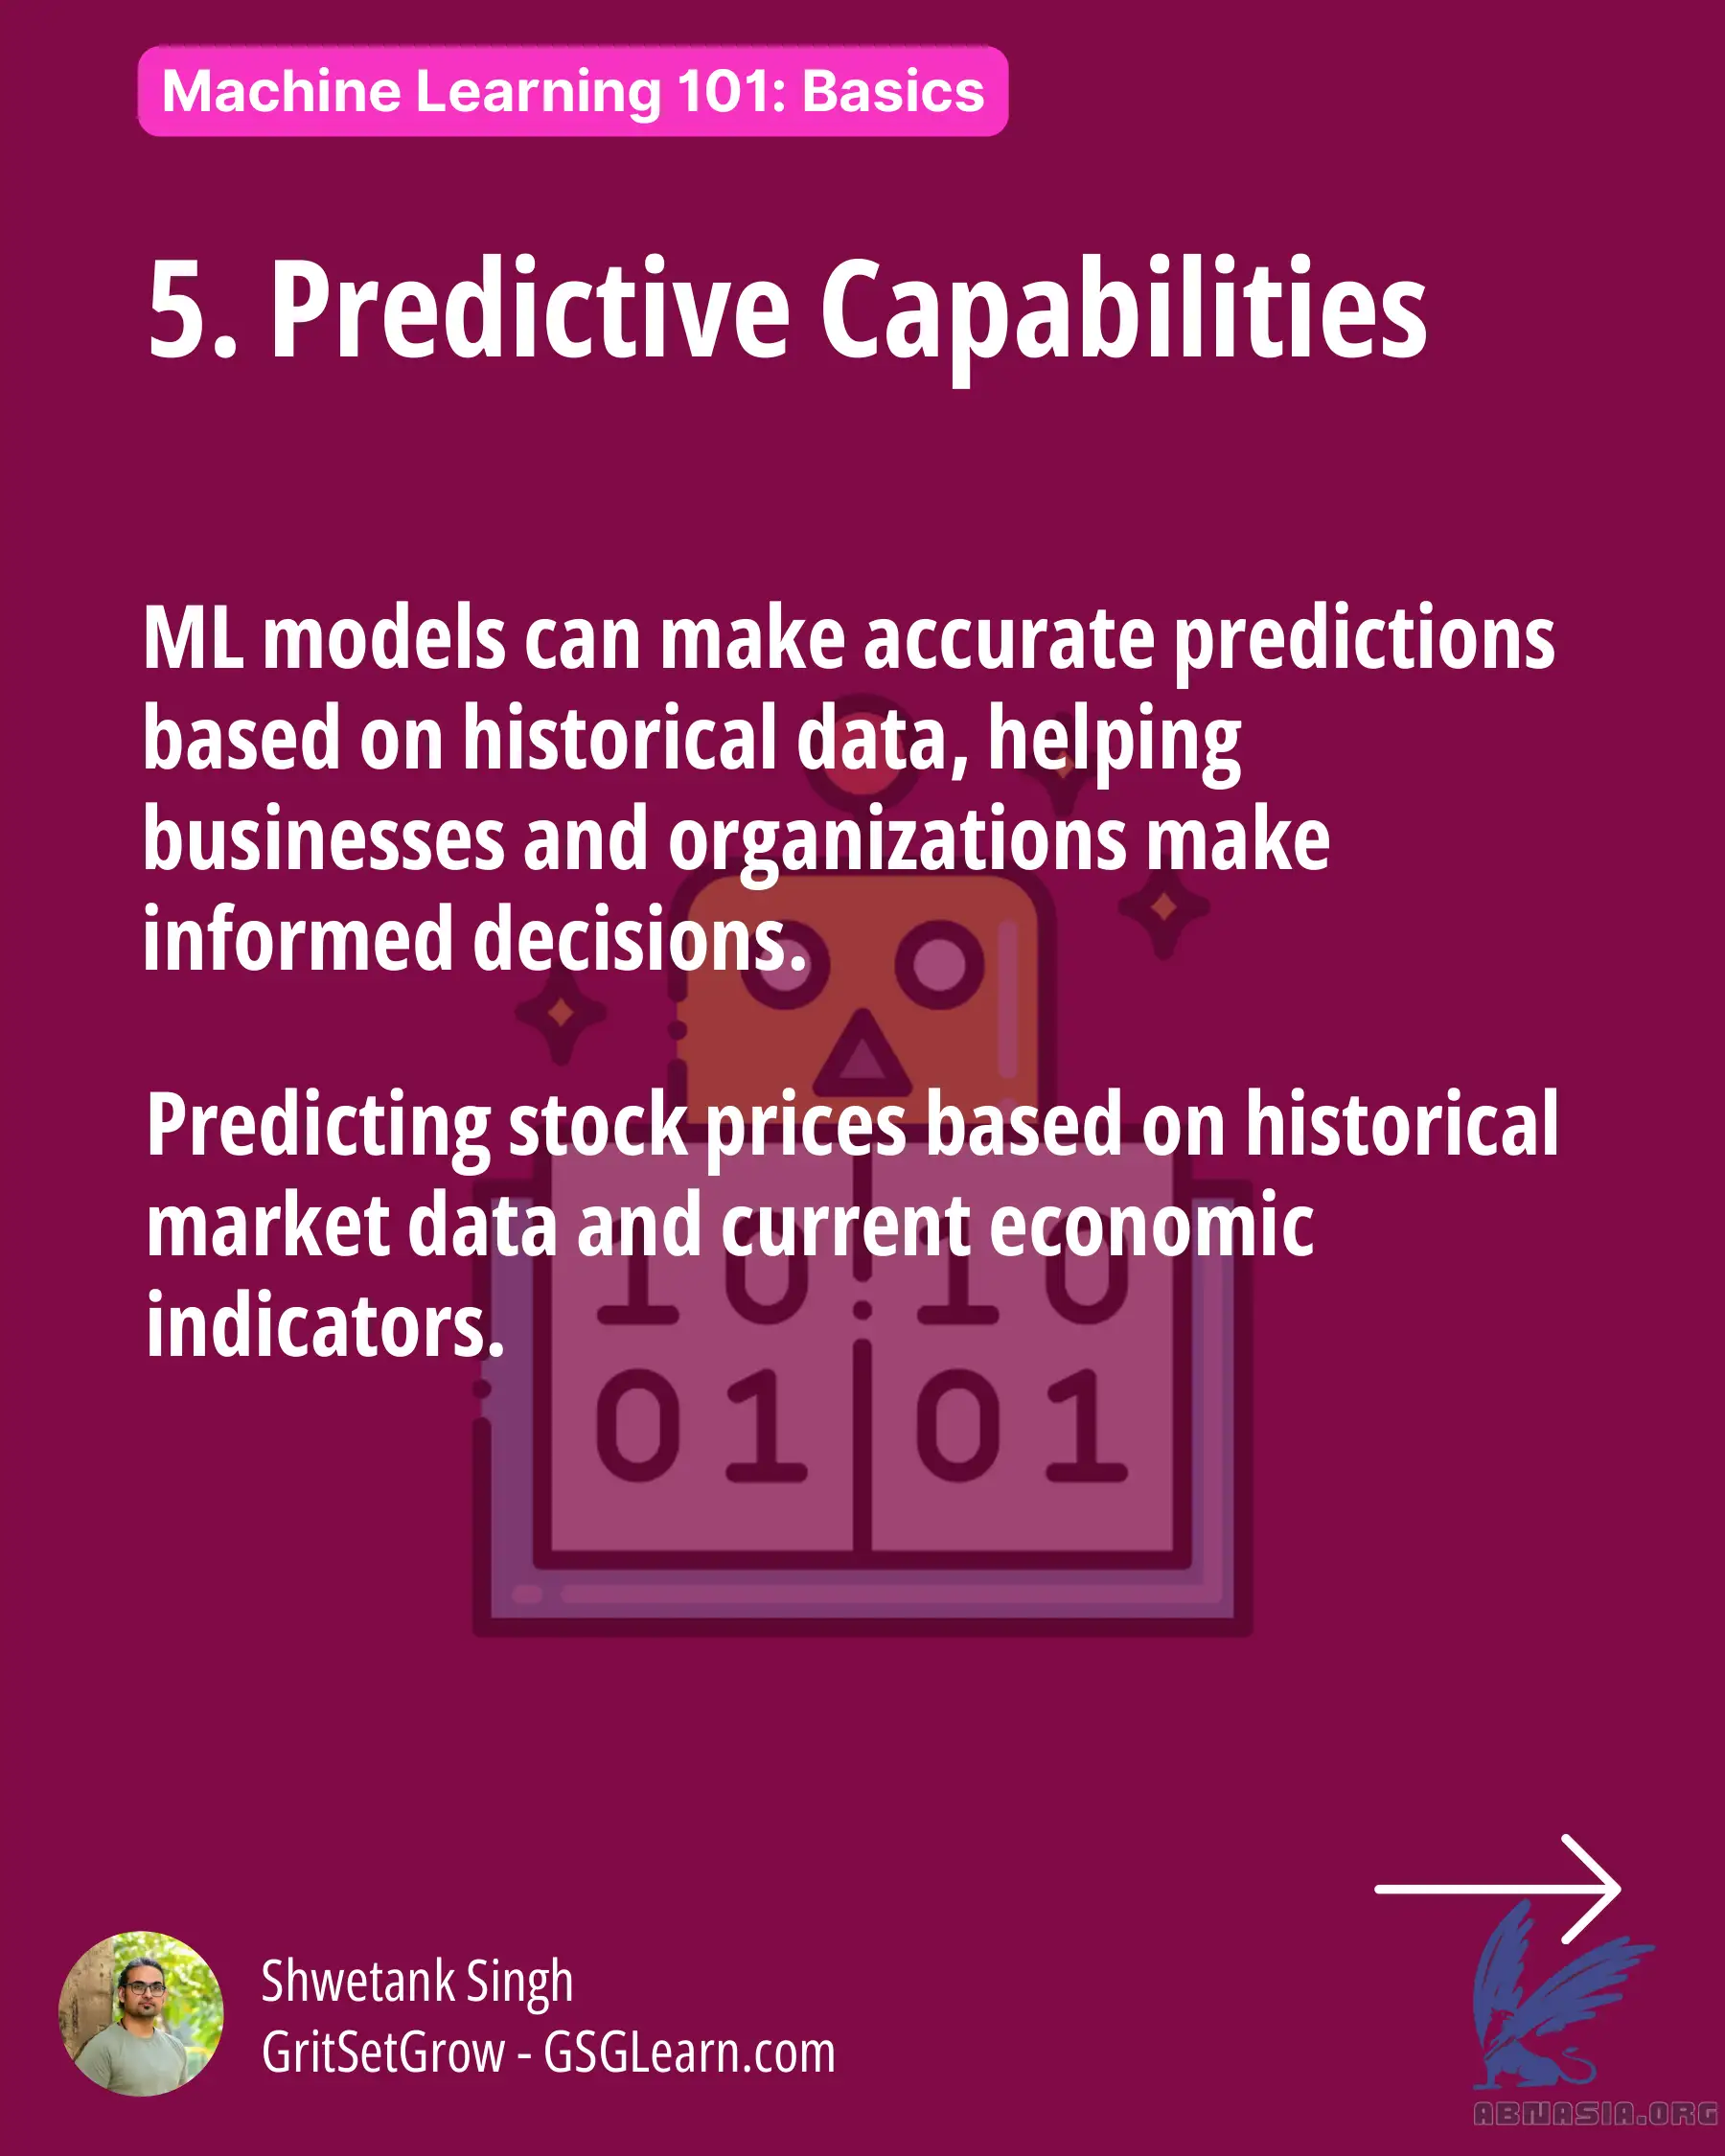 Machine Learning 101: Basics
5. Predictive Capabilities
ML models can make accurate predictions
based on historical data, helping
businesses and organizations make
informed decisions.
Predicting stock prices based on historical
market data and current economic
indicators.
10 10
01 01
Shwetank Singh
GritSetGrow - GSGLearn.com
ABNASIA.ORG